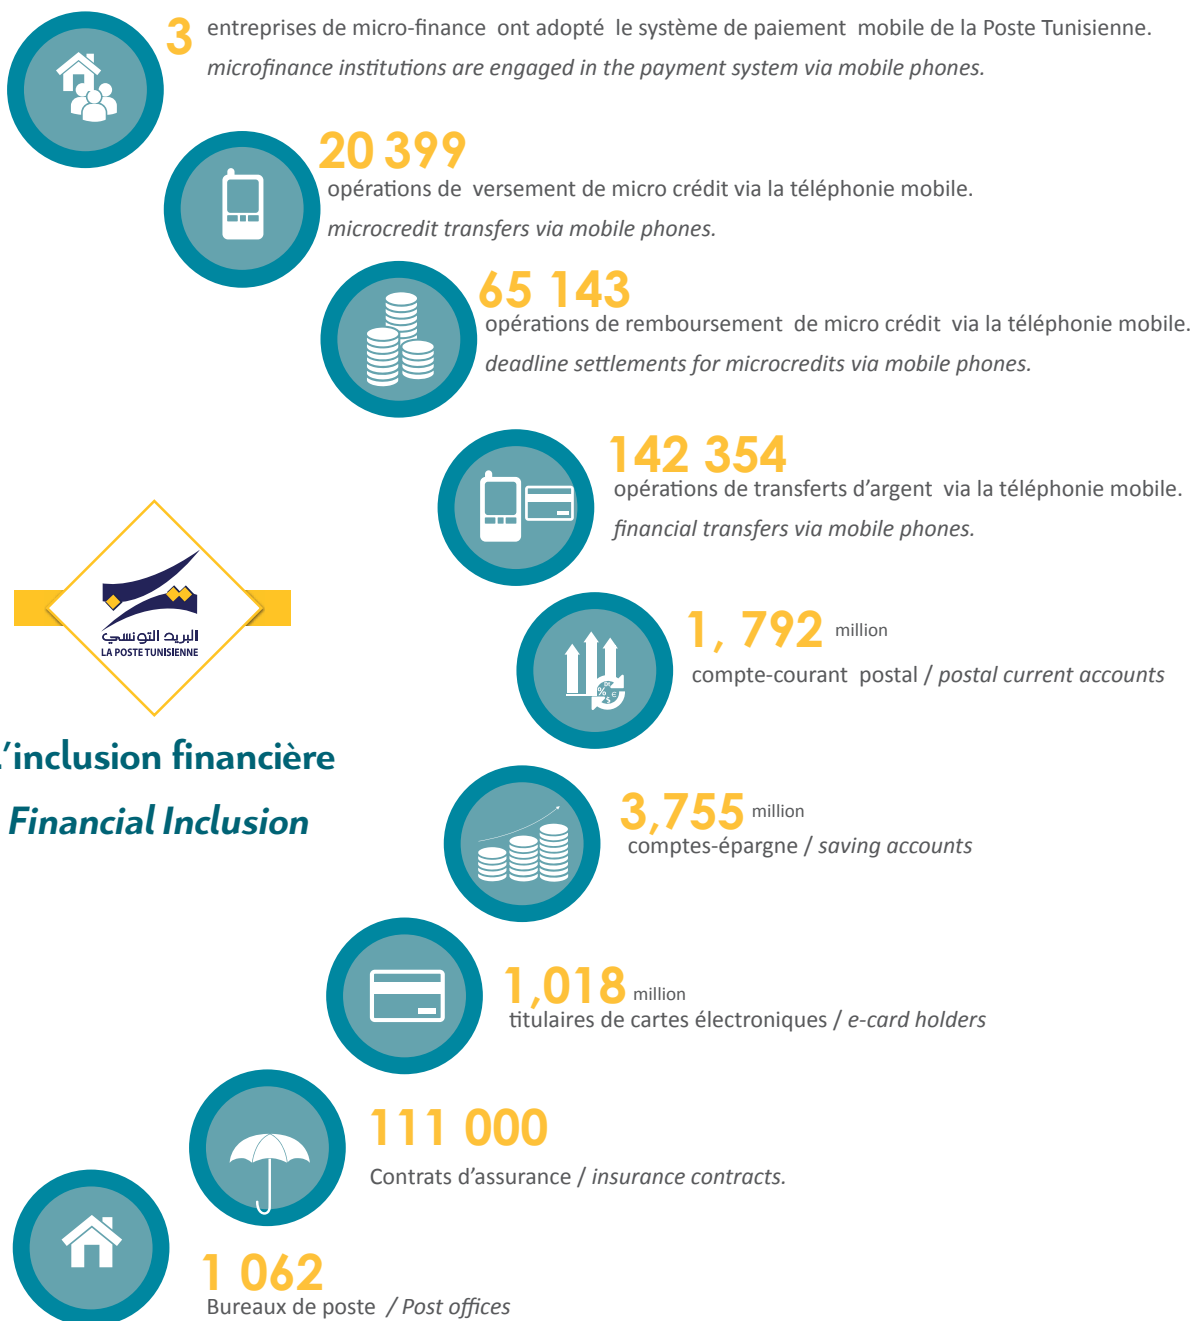 3
entreprises de micro-finance ont adopté le système de paiement mobile de la Poste Tunisienne.
microfinance institutions are engaged in the payment system via mobile phones.
20 399
opérations de versement de micro crédit via la téléphonie mobile.
microcredit transfers via mobile phones.
65 143
opérations de remboursement de micro crédit via la téléphonie mobile.
deadline settlements for microcredits via mobile phones.
142 354
opérations de transferts d'argent via la téléphonie mobile.
financial transfers via mobile phones.
البريد التونسي
LA POSTE TUNISIENNE
L'inclusion financière
Financial Inclusion
1, 792 million
compte-courant postal / postal current accounts
3,755 million
comptes-épargne / saving accounts
1,018 million
titulaires de cartes électroniques / e-card holders
111 000
Contrats d'assurance / insurance contracts.
1 062
Bureaux de poste / Post offices